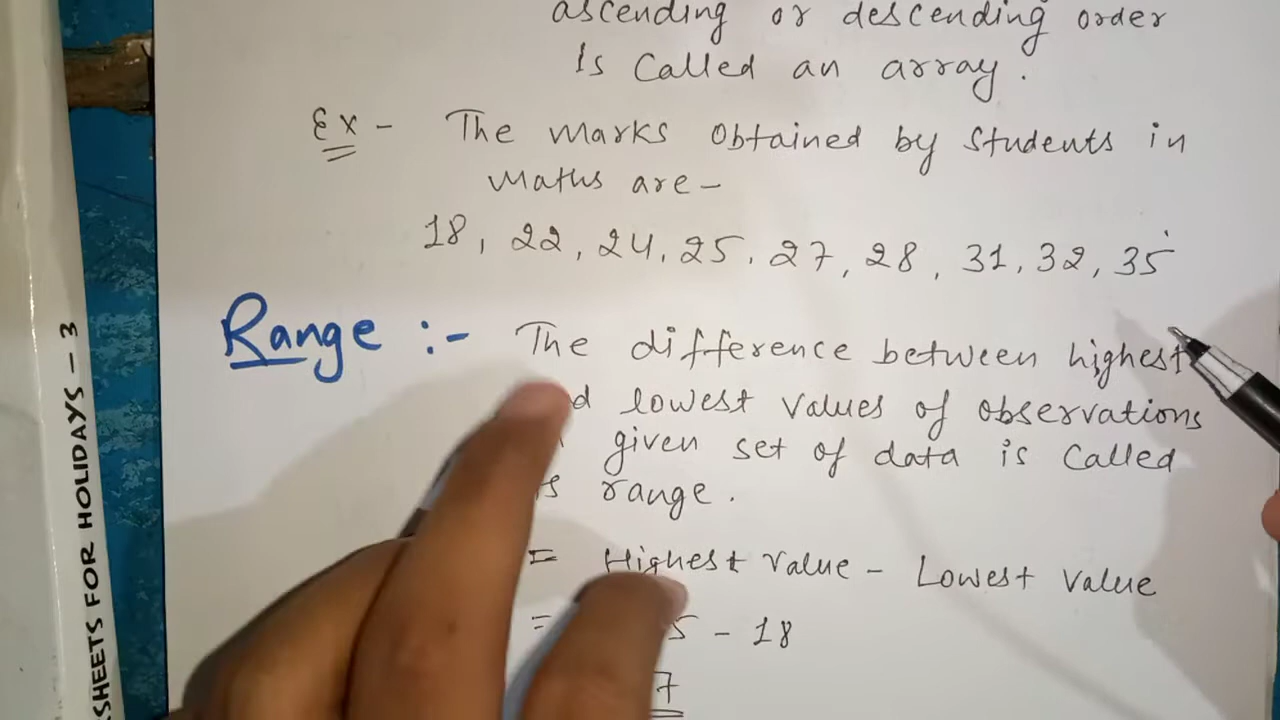 ascending or descending order
is called an array.
Ex - The marks obtained by students in
Maths are -
18, 22, 24, 25, 27, 28, 31, 32, 35
Range :- The difference between highest
lowest values of observations
given set of data is called
range.
= Highest value - Lowest value
= 5 - 18
7
SHEETS FOR HOLIDAYS - 3